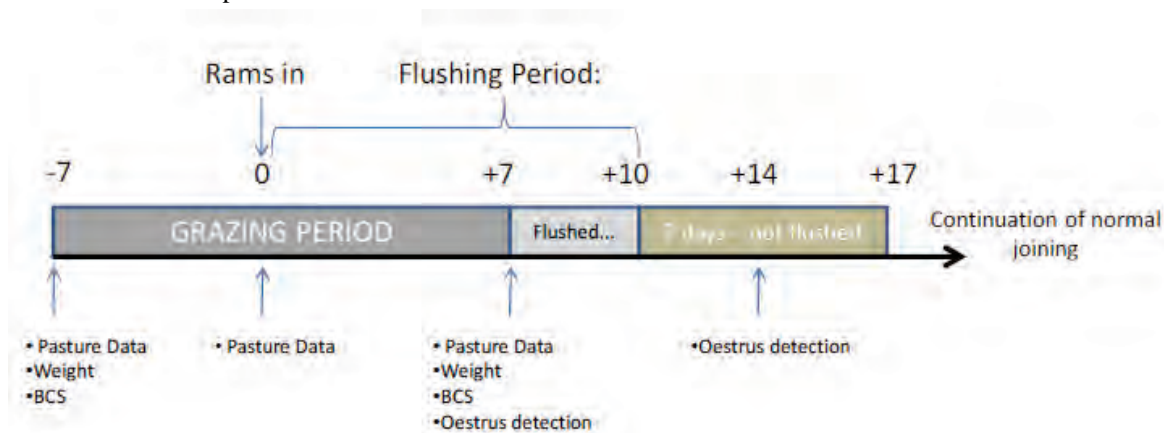 Rams in
Flushing Period:
-7
0
+7
+10
+14
+17
GRAZING PERIOD
Flushed...
7 days - not flushed
Continuation of normal
joining
• Pasture Data
•Weight
•BCS
• Pasture Data
• Pasture Data
•Weight
•BCS
•Oestrus detection
•Oestrus detection